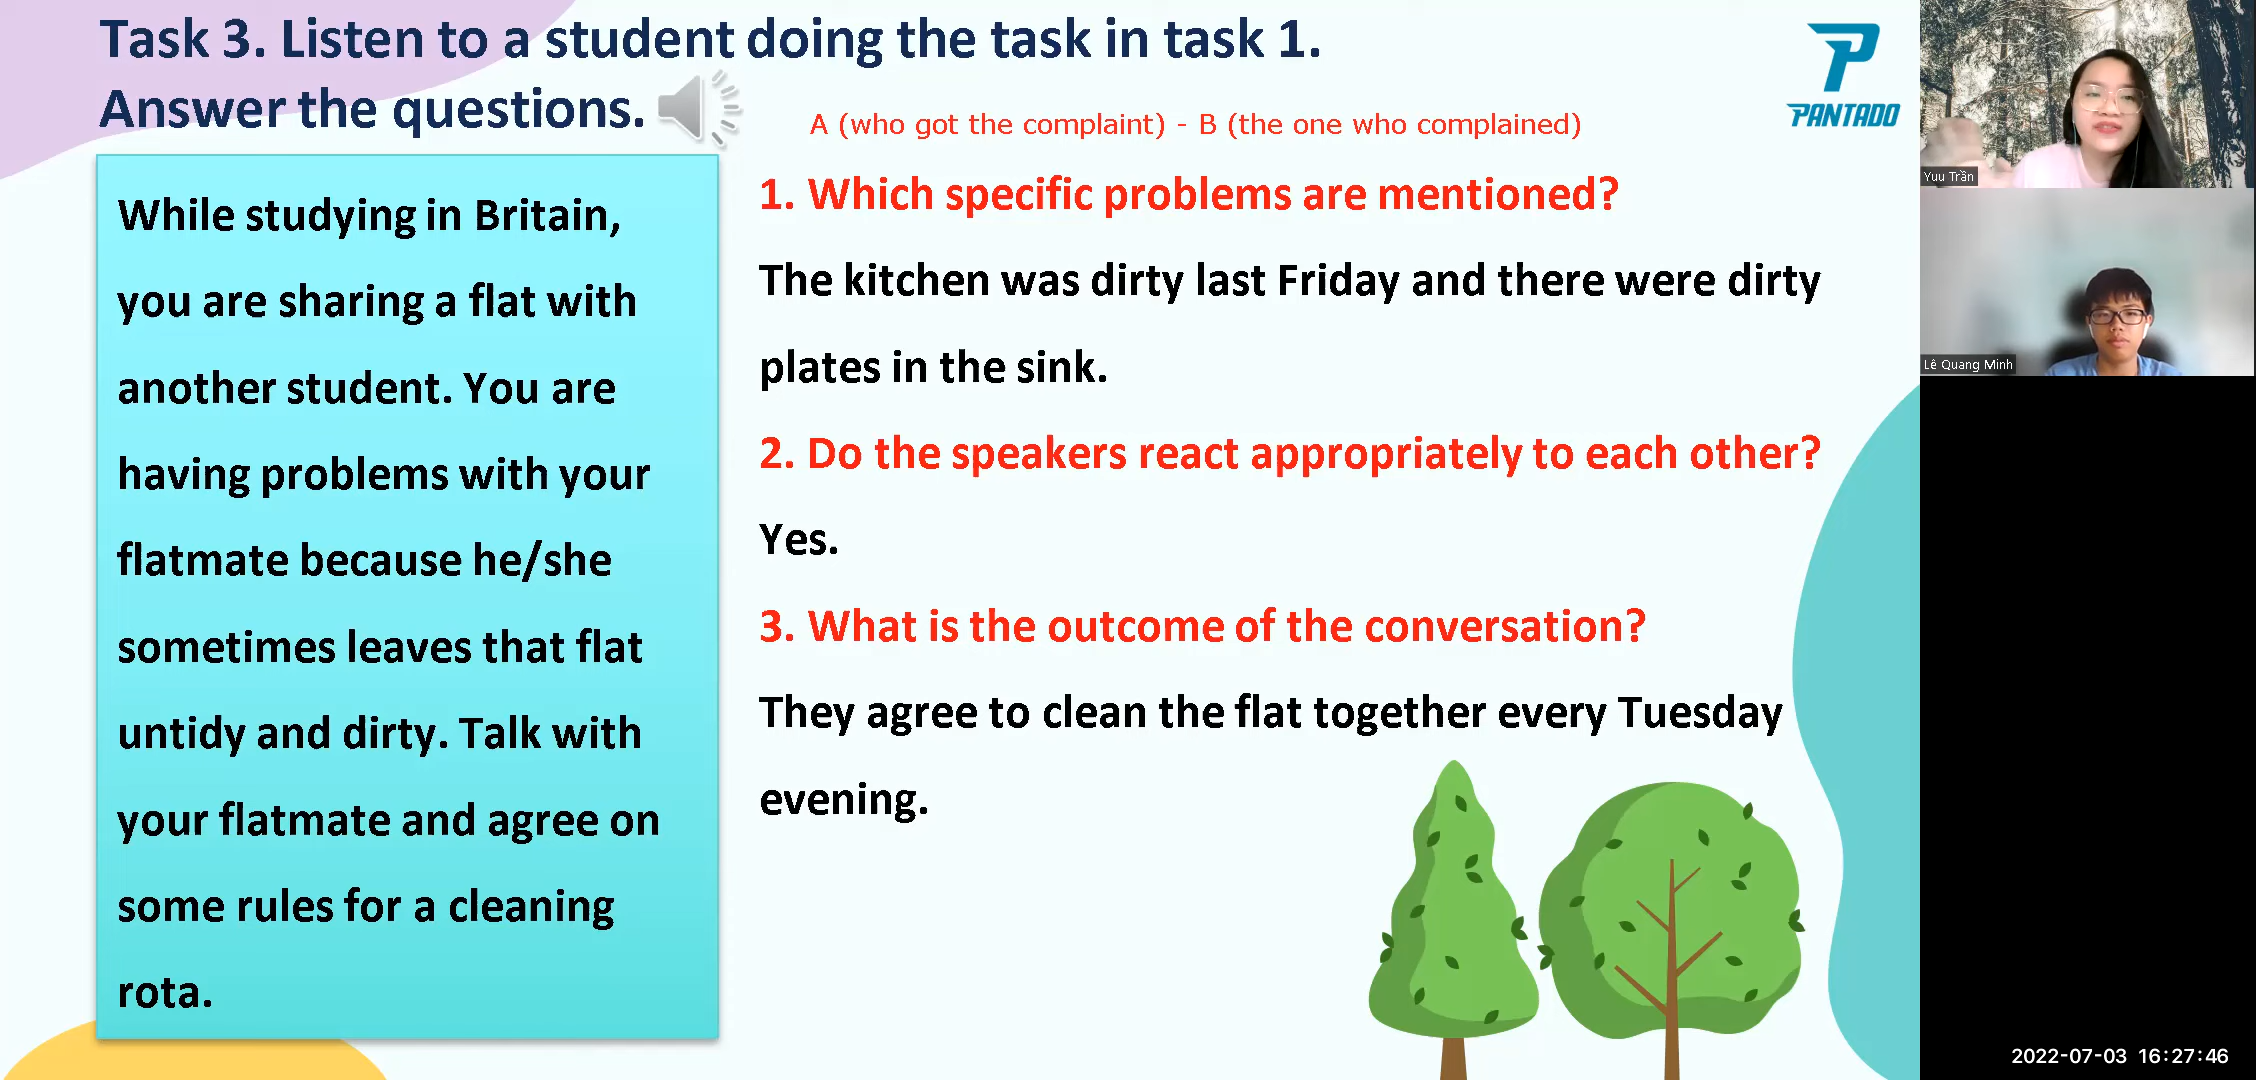 Task 3. Listen to a student doing the task in task 1.
Answer the questions.
A (who got the complaint) - B (the one who complained)
PANTADO
While studying in Britain,
you are sharing a flat with
another student. You are
having problems with your
flatmate because he/she
sometimes leaves that flat
untidy and dirty. Talk with
your flatmate and agree on
some rules for a cleaning
rota.
1. Which specific problems are mentioned?
The kitchen was dirty last Friday and there were dirty
plates in the sink.
2. Do the speakers react appropriately to each other?
Yes.
3. What is the outcome of the conversation?
They agree to clean the flat together every Tuesday
evening.
Yuu Trần
Lê Quang Minh
2022-07-03 16:27:46